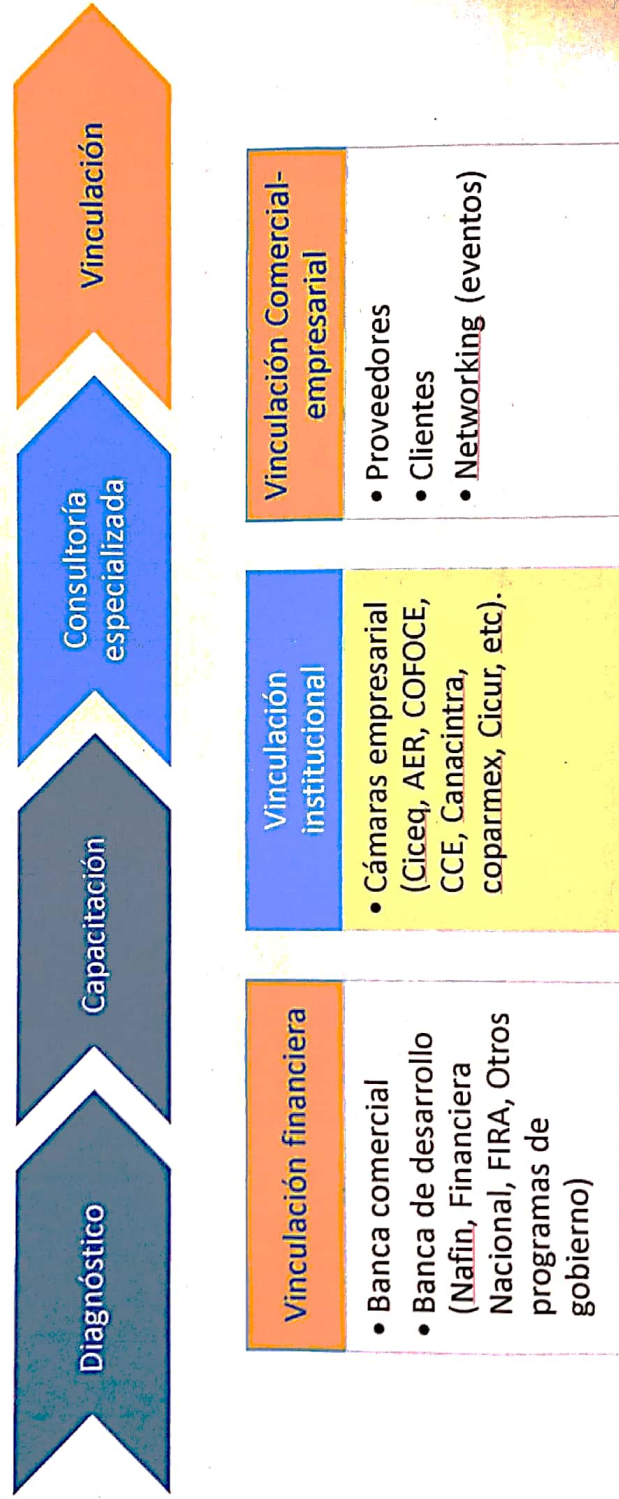 Diagnóstico
Capacitación
Consultoría
especializada
Vinculación
Vinculación financiera
• Banca comercial
• Banca de desarrollo
(Nafin, Financiera
Nacional, FIRA, Otros
programas de
gobierno)
Vinculación
institucional
• Cámaras empresarial
(Ciceq, AER, COFOCE,
CCE, Canacintra,
coparmex, Cicur, etc).
Vinculación Comercial-
empresarial
• Proveedores
• Clientes
• Networking (eventos)